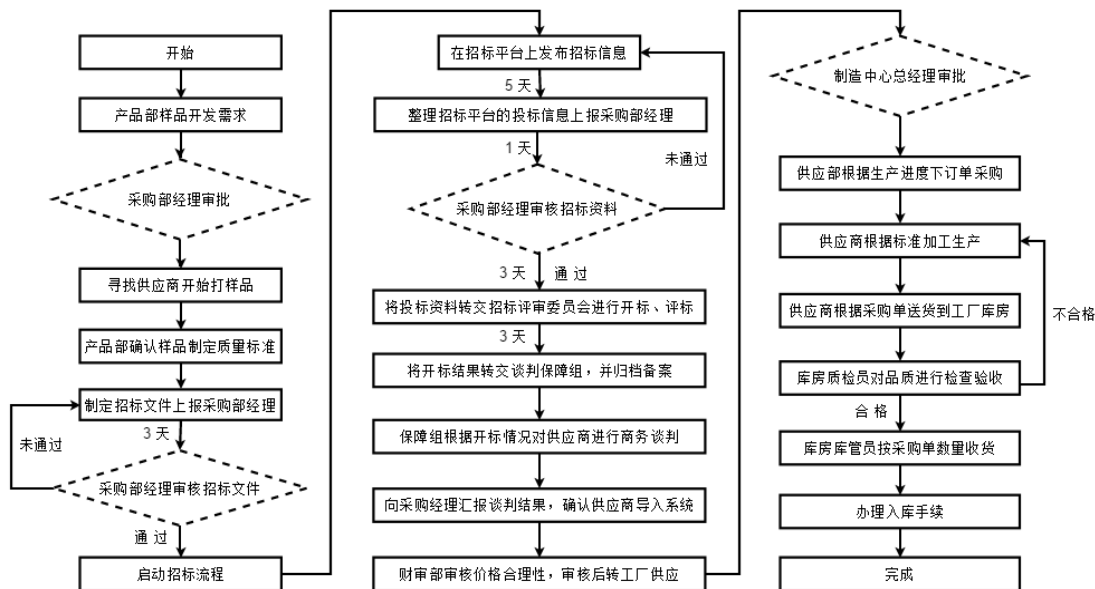 开始
产品部样品开发需求
采购部经理审批
寻找供应商开始打样品
产品部确认样品制定质量标准
制定招标文件上报采购部经理
3 天
未通过
采购部经理审核招标文件
通 过
启动招标流程
在招标平台上发布招标信息
5 天
整理招标平台的投标信息上报采购部经理
1 天
未通过
采购部经理审核招标资料
3 天
通 过
将投标资料转交招标评审委员会进行开标、评标
3 天
将开标结果转交谈判保障组，并归档备案
保障组根据开标情况对供应商进行商务谈判
向采购经理汇报谈判结果，确认供应商导入系统
财审部审核价格合理性，审核后转工厂供应
制造中心总经理审批
供应部根据生产进度下订单采购
供应商根据标准加工生产
供应商根据采购单送货到工厂库房
不合格
库房质检员对品质进行检查验收
合 格
库房库管员按采购单数量收货
办理入库手续
完成